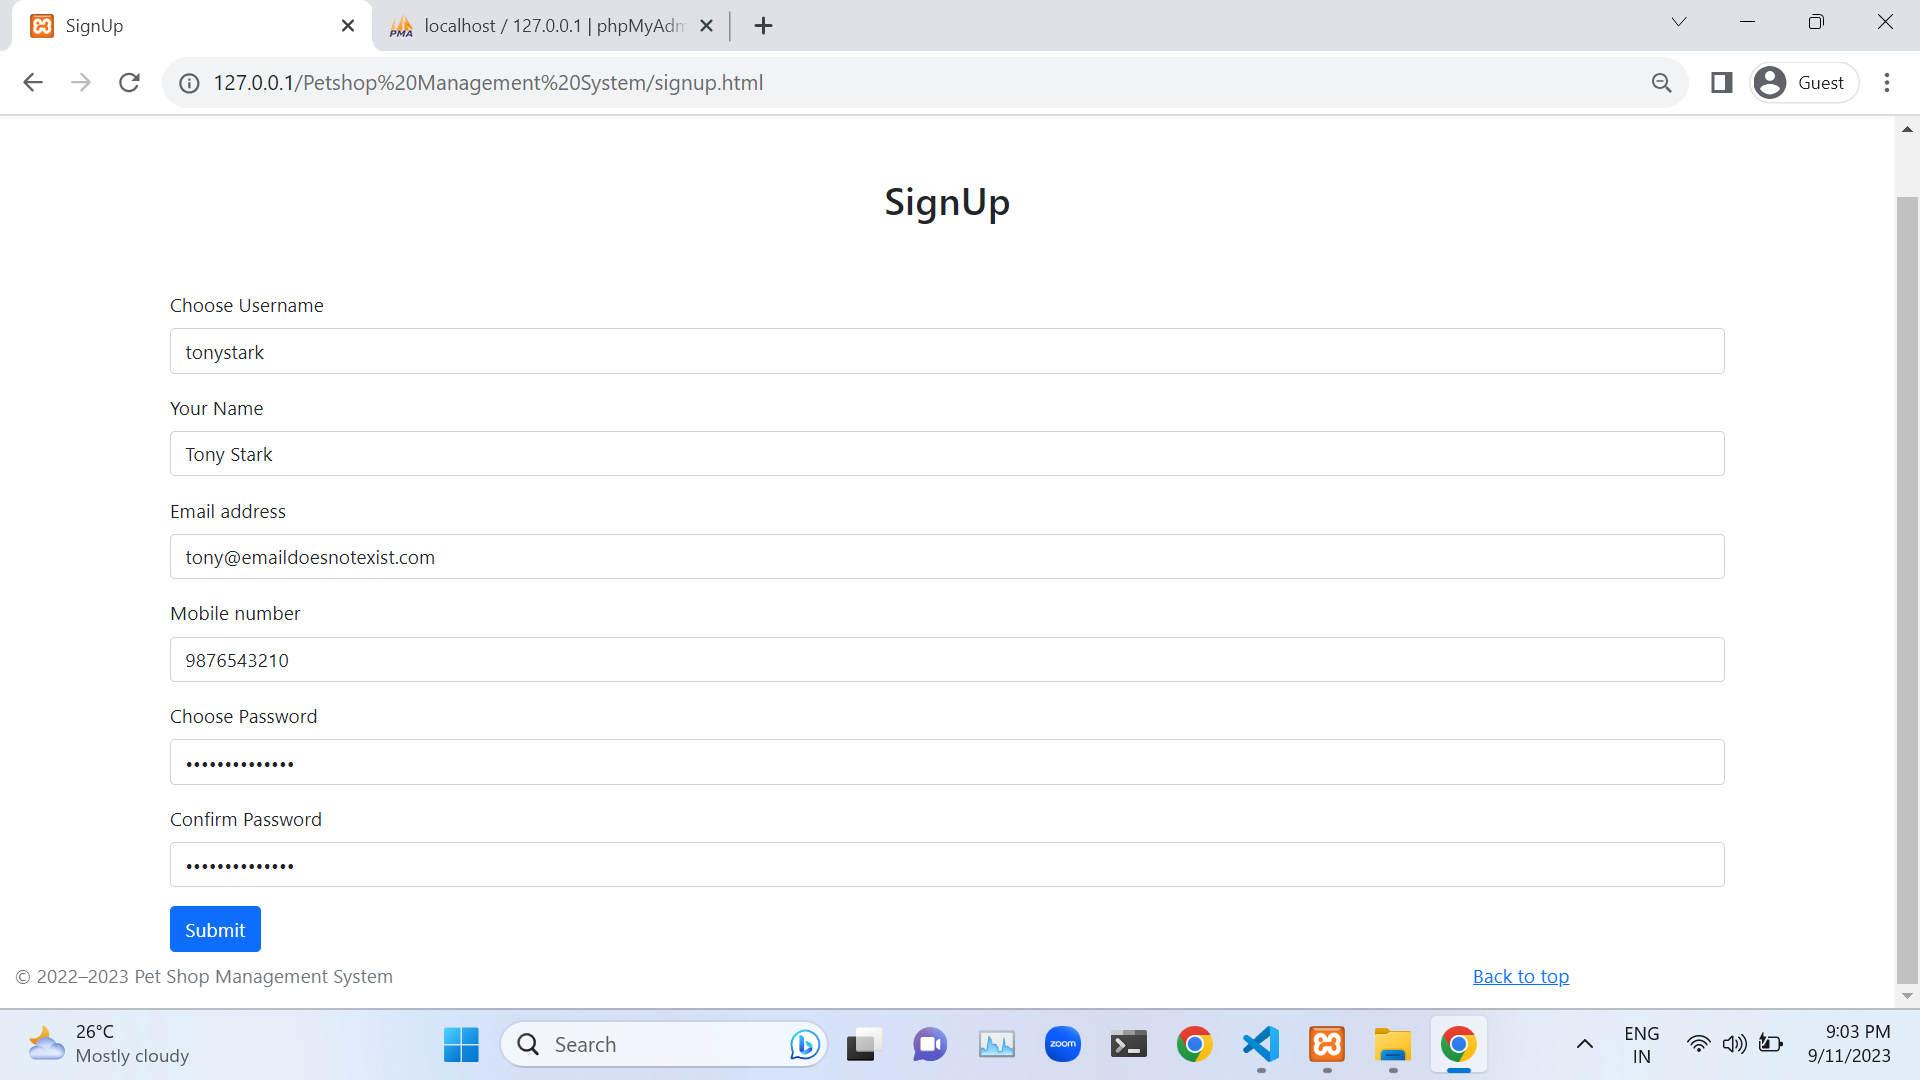 SignUp
localhost / 127.0.0.1 | phpMyAdm
127.0.0.1/Petshop%20Management%20System/signup.html
Guest
SignUp
Choose Username
tonystark
Your Name
Tony Stark
Email address
tony@emaildoesnotexist.com
Mobile number
9876543210
Choose Password
••••••••••••••
Confirm Password
••••••••••••••
Submit
© 2022–2023 Pet Shop Management System
Back to top
26°C
Mostly cloudy
Search
zoom
ENG
IN
9:03 PM
9/11/2023
PMA